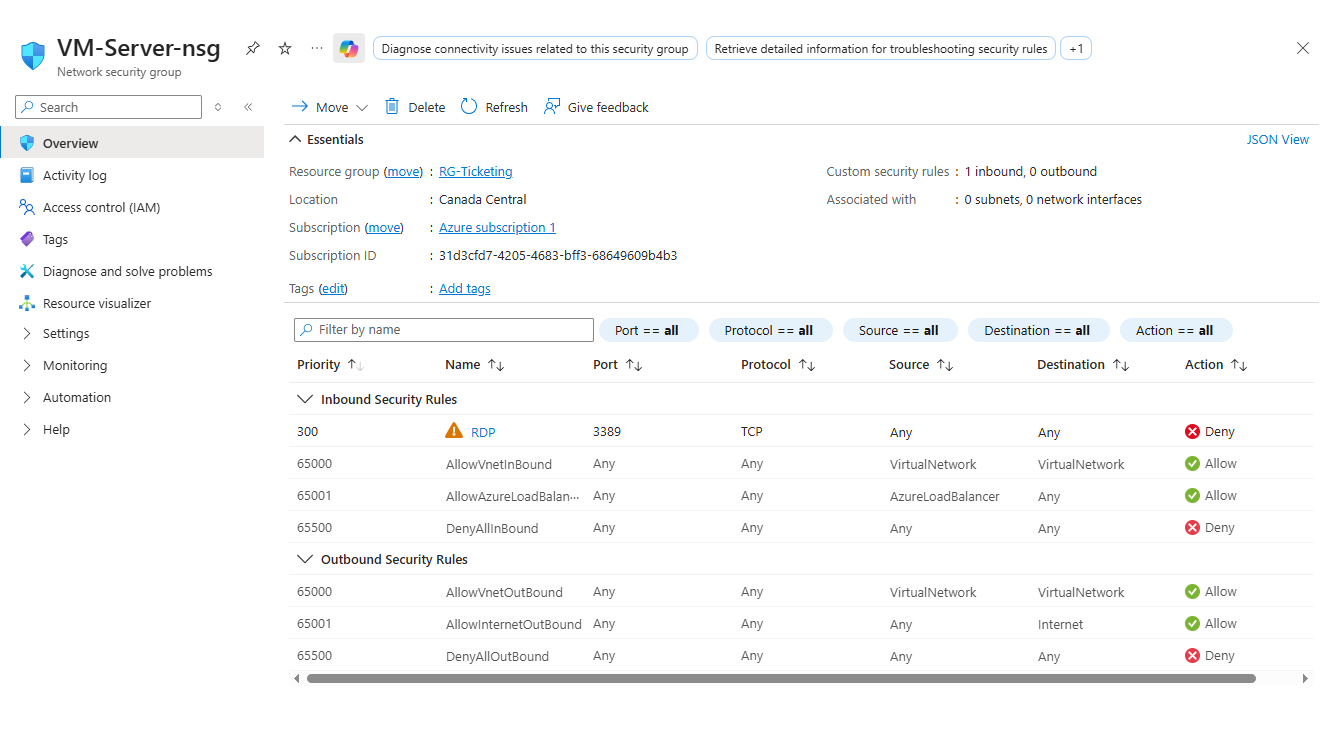 VM-Server-nsg
Network security group
Diagnose connectivity issues related to this security group
Retrieve detailed information for troubleshooting security rules
+1
Search
Move
Delete
Refresh
Give feedback
Overview
Activity log
Access control (IAM)
Tags
Diagnose and solve problems
Resource visualizer
Settings
Monitoring
Automation
Help
Essentials
JSON View
Resource group (move) : RG-Ticketing
Location : Canada Central
Subscription (move) : Azure subscription 1
Subscription ID : 31d3cfd7-4205-4683-bff3-68649609b4b3
Tags (edit) : Add tags
Custom security rules : 1 inbound, 0 outbound
Associated with : 0 subnets, 0 network interfaces
Filter by name
Port == all
Protocol == all
Source == all
Destination == all
Action == all
Priority Name Port Protocol Source Destination Action
Inbound Security Rules
300 RDP 3389 TCP Any Any Deny
65000 AllowVnetInBound Any Any VirtualNetwork VirtualNetwork Allow
65001 AllowAzureLoadBalan··· Any Any AzureLoadBalancer Any Allow
65500 DenyAllInBound Any Any Any Any Deny
Outbound Security Rules
65000 AllowVnetOutBound Any Any VirtualNetwork VirtualNetwork Allow
65001 AllowInternetOutBound Any Any Any Internet Allow
65500 DenyAllOutBound Any Any Any Any Deny